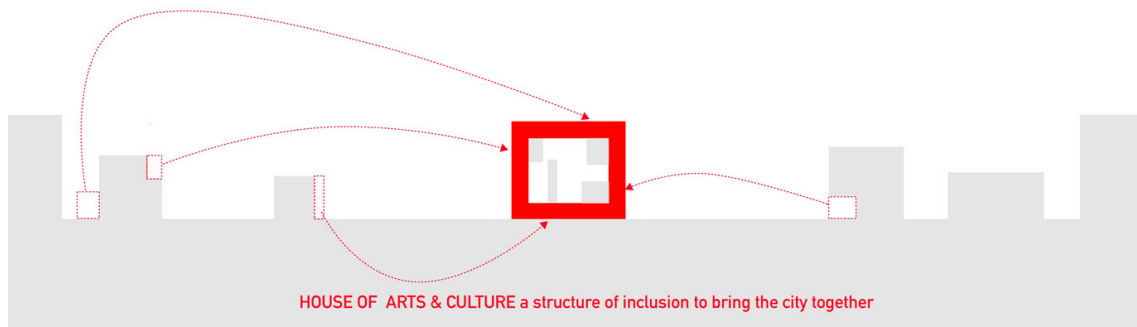 HOUSE OF ARTS & CULTURE a structure of inclusion to bring the city together